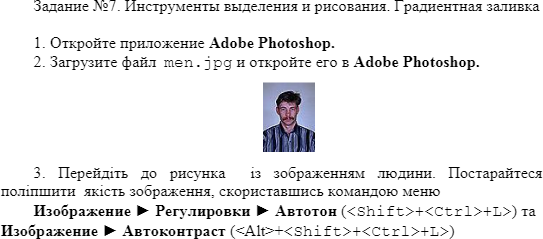 Задание №7. Инструменты выделения и рисования. Градиентная заливка
1. Откройте приложение Adobe Photoshop.
2. Загрузите файл men.jpg и откройте его в Adobe Photoshop.
3. Перейдіть до рисунка із зображенням людини. Постарайтеся
поліпшити якість зображення, скориставшись командою меню
Изображение ► Регулировки ► Автотон (<Shift>+<Ctrl>+L>) та
Изображение ► Автоконтраст (<Alt>+<Shift>+<Ctrl>+L>)